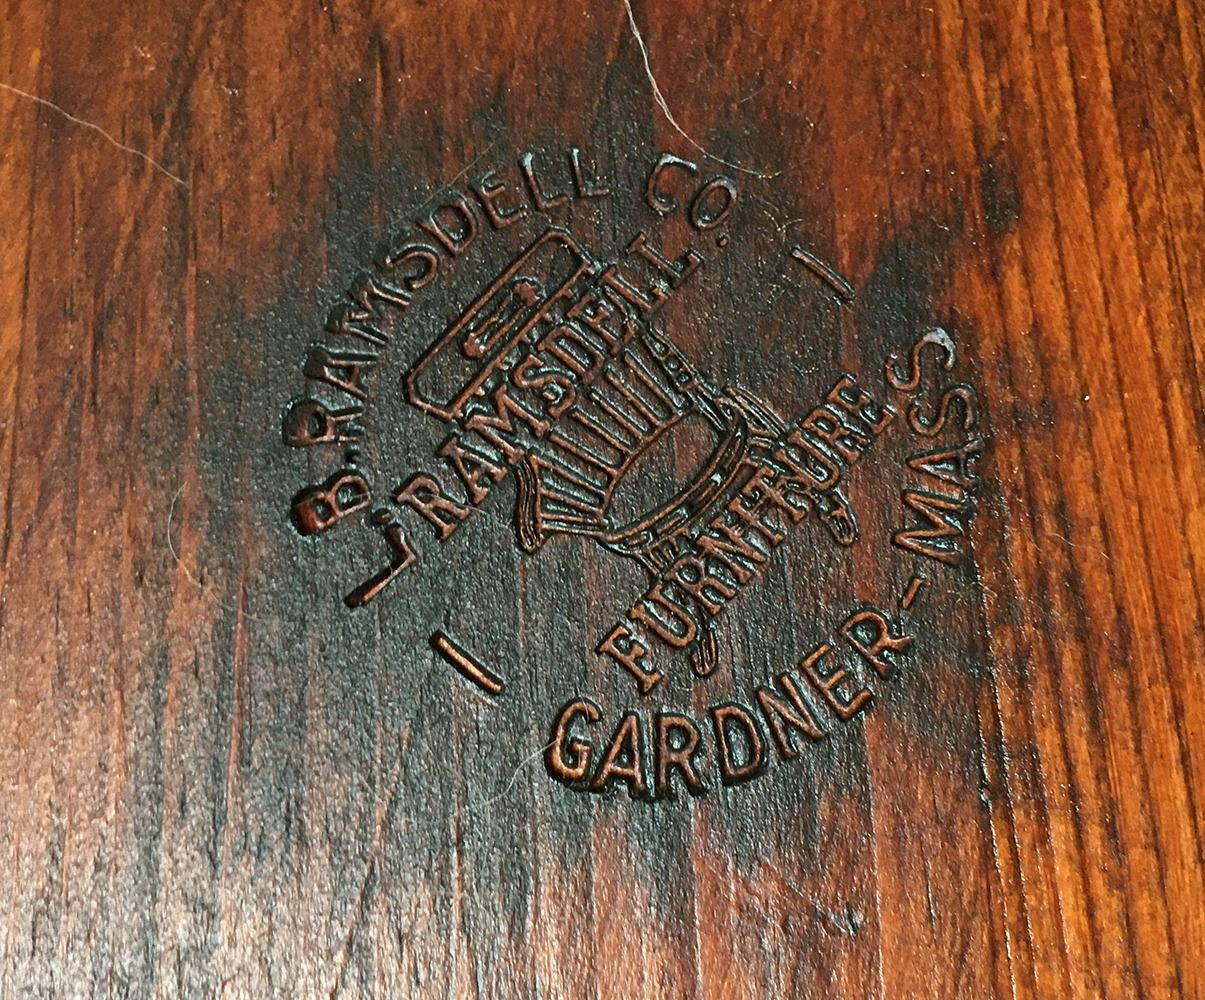 L.B. RAMSDELL CO.
RAMSDELL
FURNITURE
GARDNER - MASS